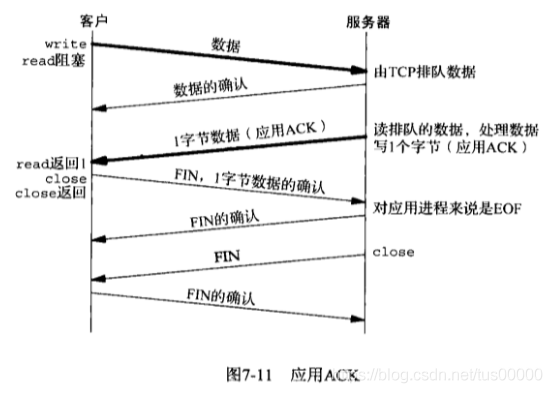 客户
服务器
write
read阻塞
数据
由TCP排队数据
数据的确认
1字节数据（应用ACK）
读排队的数据，处理数据
写1个字节（应用ACK）
read返回1
close
close返回
FIN，1字节数据的确认
对应用进程来说是EOF
FIN的确认
FIN
close
FIN的确认
图7-11 应用ACK
https://blog.csdn.net/tus00000